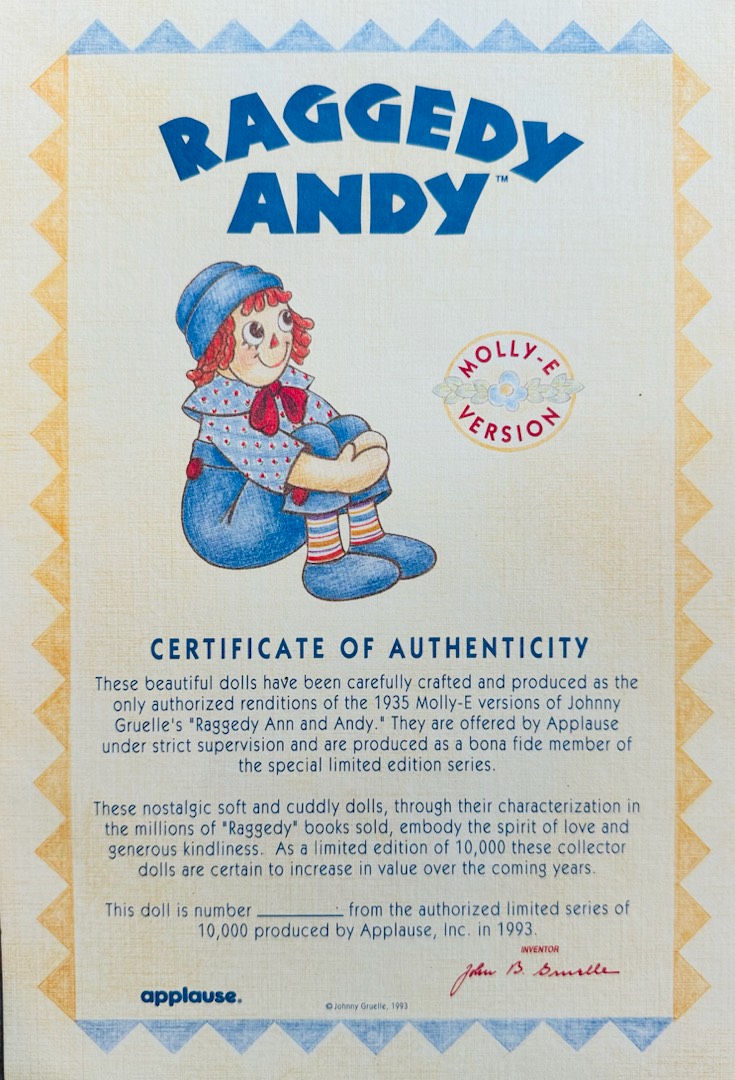 RAGGEDY
ANDY™
MOLLY-E
VERSION
CERTIFICATE OF AUTHENTICITY
These beautiful dolls have been carefully crafted and produced as the
only authorized renditions of the 1935 Molly-E versions of Johnny
Gruelle's "Raggedy Ann and Andy." They are offered by Applause
under strict supervision and are produced as a bona fide member of
the special limited edition series.
These nostalgic soft and cuddly dolls, through their characterization in
the millions of "Raggedy" books sold, embody the spirit of love and
generous kindliness. As a limited edition of 10,000 these collector
dolls are certain to increase in value over the coming years.
This doll is number __________ from the authorized limited series of
10,000 produced by Applause, Inc. in 1993.
INVENTOR
John B. Gruelle
applause®
© Johnny Gruelle, 1993